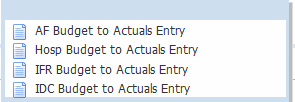 AF Budget to Actuals Entry
Hosp Budget to Actuals Entry
IFR Budget to Actuals Entry
IDC Budget to Actuals Entry